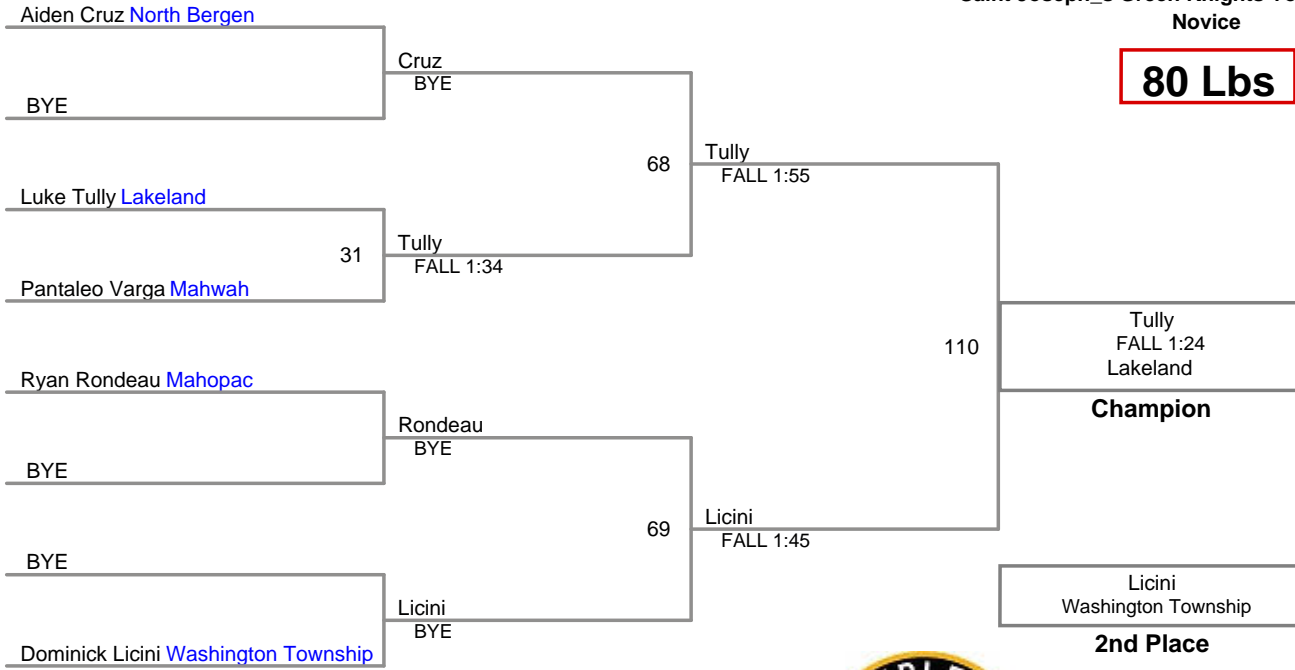 Aiden Cruz North Bergen
Novice
80 Lbs
Cruz
BYE
BYE
68
Tully
FALL 1:55
Luke Tully Lakeland
31
Tully
FALL 1:34
Pantaleo Varga Mahwah
110
Tully
FALL 1:24
Lakeland
Champion
Ryan Rondeau Mahopac
Rondeau
BYE
BYE
69
Licini
FALL 1:45
BYE
Licini
BYE
Licini
Washington Township
2nd Place
Dominick Licini Washington Township